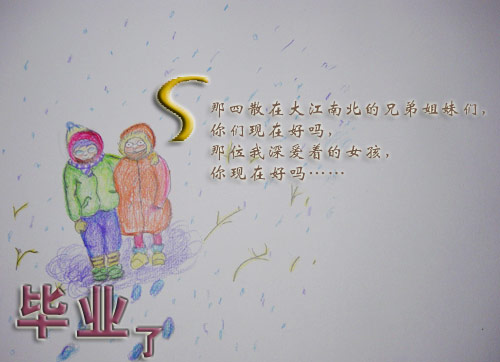 那四散在大江南北的兄弟姐妹们，
你们现在好吗，
那位我深爱着的女孩，
你现在好吗……
毕业了